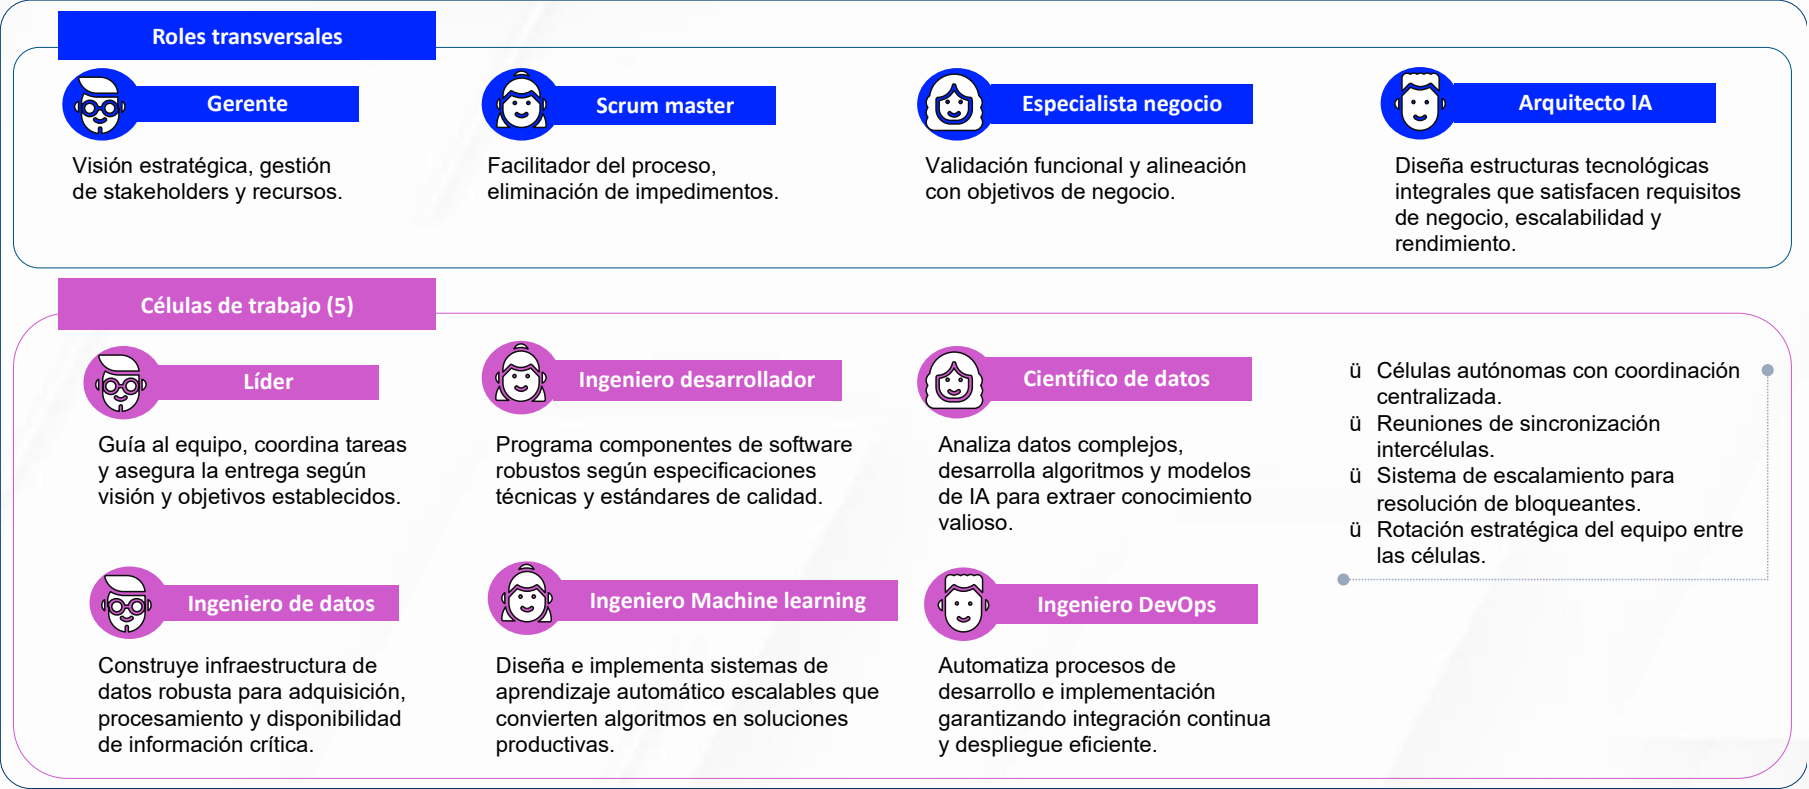 Roles transversales
Gerente
Visión estratégica, gestión
de stakeholders y recursos.
Scrum master
Facilitador del proceso,
eliminación de impedimentos.
Especialista negocio
Validación funcional y alineación
con objetivos de negocio.
Arquitecto IA
Diseña estructuras tecnológicas
integrales que satisfacen requisitos
de negocio, escalabilidad y
rendimiento.
Células de trabajo (5)
Líder
Guía al equipo, coordina tareas
y asegura la entrega según
visión y objetivos establecidos.
Ingeniero desarrollador
Programa componentes de software
robustos según especificaciones
técnicas y estándares de calidad.
Científico de datos
Analiza datos complejos,
desarrolla algoritmos y modelos
de IA para extraer conocimiento
valioso.
ü Células autónomas con coordinación
centralizada.
ü Reuniones de sincronización
intercélulas.
ü Sistema de escalamiento para
resolución de bloqueantes.
ü Rotación estratégica del equipo entre
las células.
Ingeniero de datos
Construye infraestructura de
datos robusta para adquisición,
procesamiento y disponibilidad
de información crítica.
Ingeniero Machine learning
Diseña e implementa sistemas de
aprendizaje automático escalables que
convierten algoritmos en soluciones
productivas.
Ingeniero DevOps
Automatiza procesos de
desarrollo e implementación
garantizando integración continua
y despliegue eficiente.